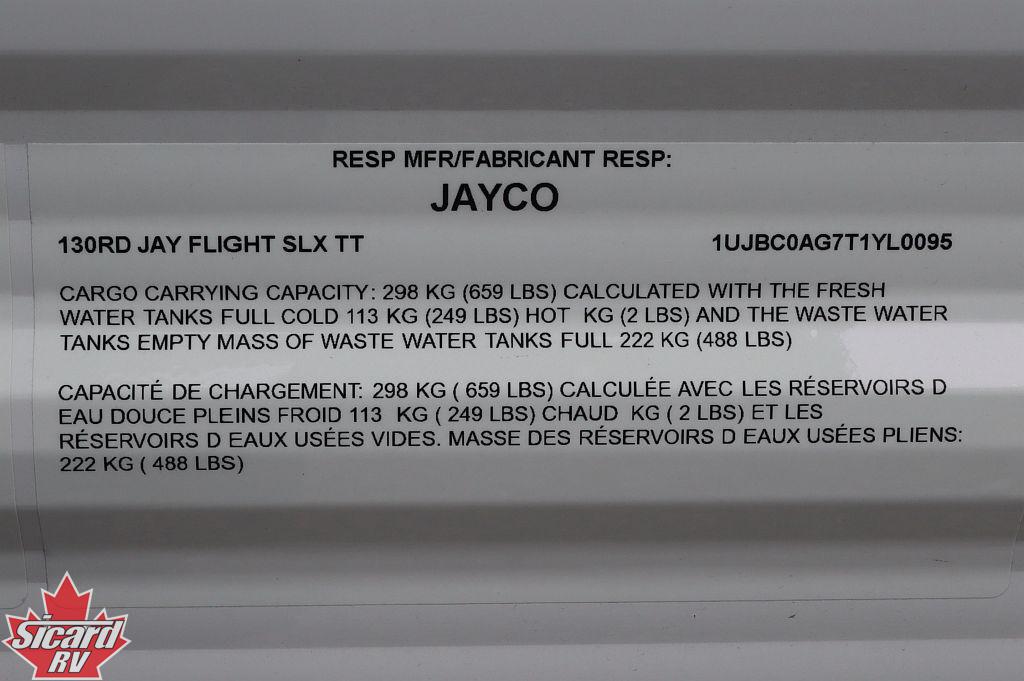 RESP MFR/FABRICANT RESP:
JAYCO
130RD JAY FLIGHT SLX TT 1UJBC0AG7T1YL0095
CARGO CARRYING CAPACITY: 298 KG (659 LBS) CALCULATED WITH THE FRESH
WATER TANKS FULL COLD 113 KG (249 LBS) HOT KG (2 LBS) AND THE WASTE WATER
TANKS EMPTY MASS OF WASTE WATER TANKS FULL 222 KG (488 LBS)
CAPACITÉ DE CHARGEMENT: 298 KG ( 659 LBS) CALCULÉE AVEC LES RÉSERVOIRS D
EAU DOUCE PLEINS FROID 113 KG ( 249 LBS) CHAUD KG ( 2 LBS) ET LES
RÉSERVOIRS D EAUX USÉES VIDES. MASSE DES RÉSERVOIRS D EAUX USÉES PLIENS:
222 KG ( 488 LBS)
Sicard
RV